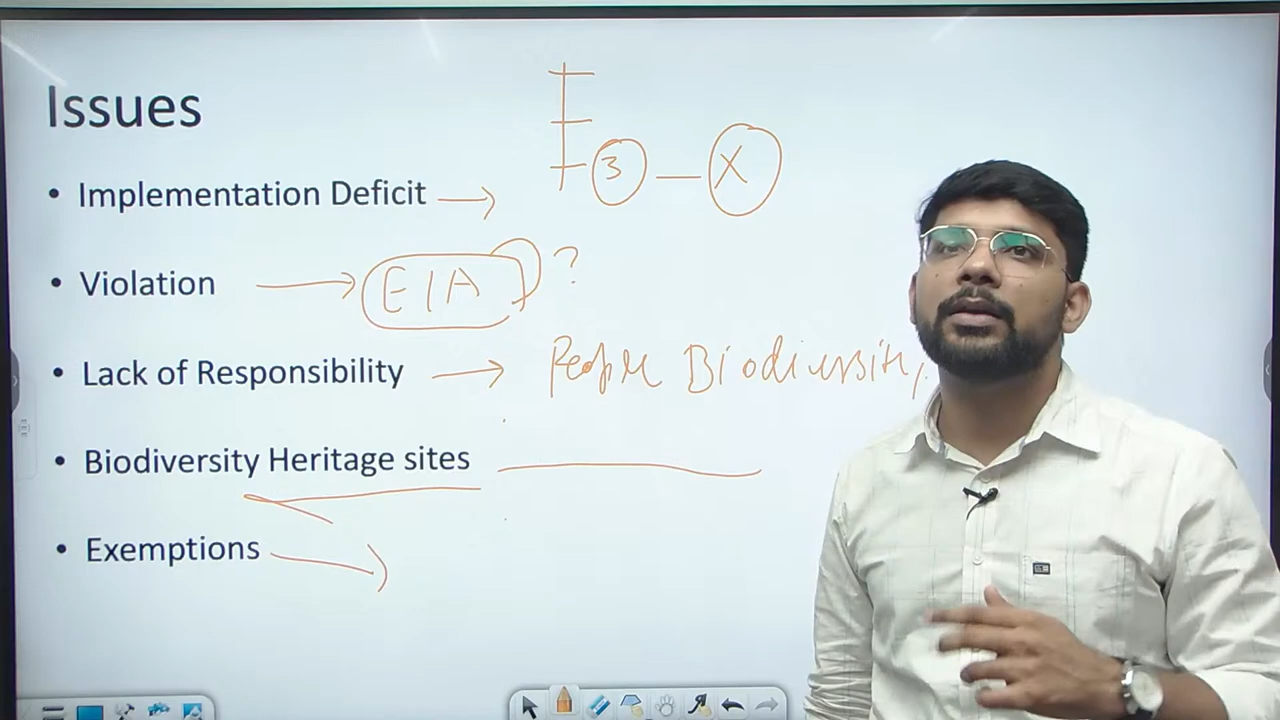 Issues
• Implementation Deficit → 3 — X
• Violation → EIA ?
• Lack of Responsibility → People Biodiversity
• Biodiversity Heritage sites
• Exemptions